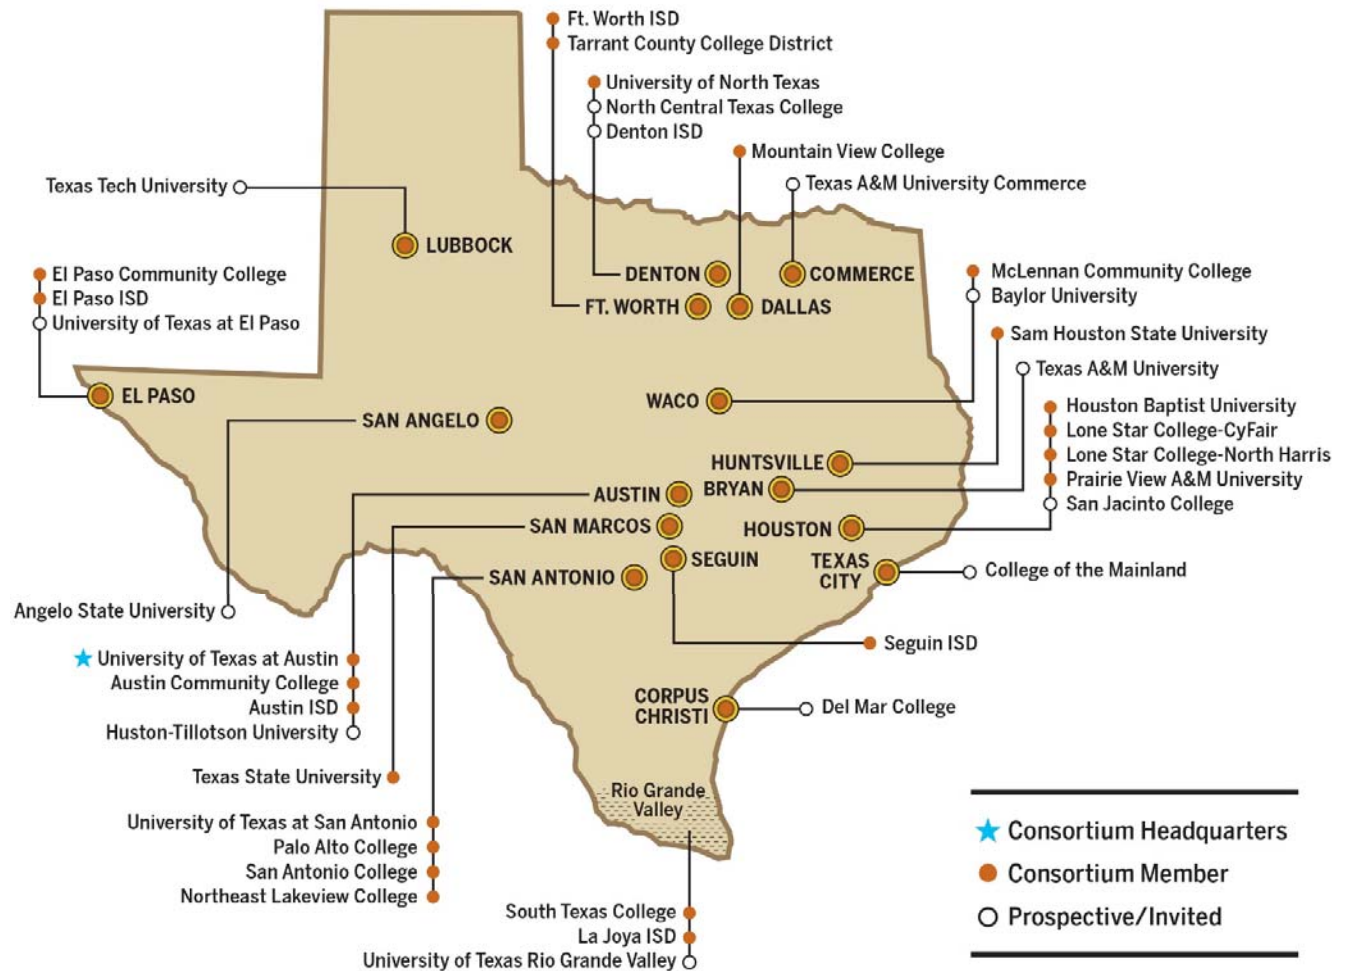 Ft. Worth ISD
Tarrant County College District
University of North Texas
North Central Texas College
Denton ISD
Mountain View College
Texas A&M University Commerce
Texas Tech University
LUBBOCK
DENTON
COMMERCE
FT. WORTH
DALLAS
El Paso Community College
El Paso ISD
University of Texas at El Paso
McLennan Community College
Baylor University
Sam Houston State University
Texas A&M University
EL PASO
SAN ANGELO
WACO
Houston Baptist University
Lone Star College-CyFair
Lone Star College-North Harris
Prairie View A&M University
San Jacinto College
HUNTSVILLE
AUSTIN
BRYAN
SAN MARCOS
HOUSTON
SEGUIN
SAN ANTONIO
TEXAS
CITY
College of the Mainland
Angelo State University
Seguin ISD
University of Texas at Austin
Austin Community College
Austin ISD
Huston-Tillotson University
CORPUS
CHRISTI
Del Mar College
Texas State University
Rio Grande
Valley
University of Texas at San Antonio
Palo Alto College
San Antonio College
Northeast Lakeview College
South Texas College
La Joya ISD
University of Texas Rio Grande Valley
Consortium Headquarters
Consortium Member
Prospective/Invited